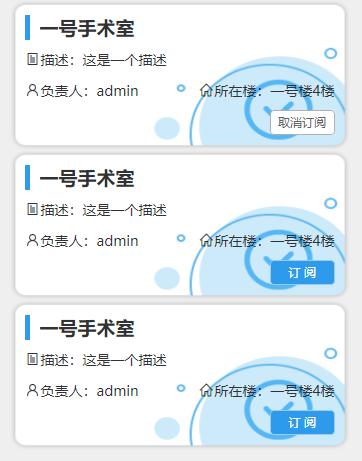 一号手术室
描述：这是一个描述
负责人：admin 所在楼：一号楼4楼
取消订阅
一号手术室
描述：这是一个描述
负责人：admin 所在楼：一号楼4楼
订 阅
一号手术室
描述：这是一个描述
负责人：admin 所在楼：一号楼4楼
订 阅